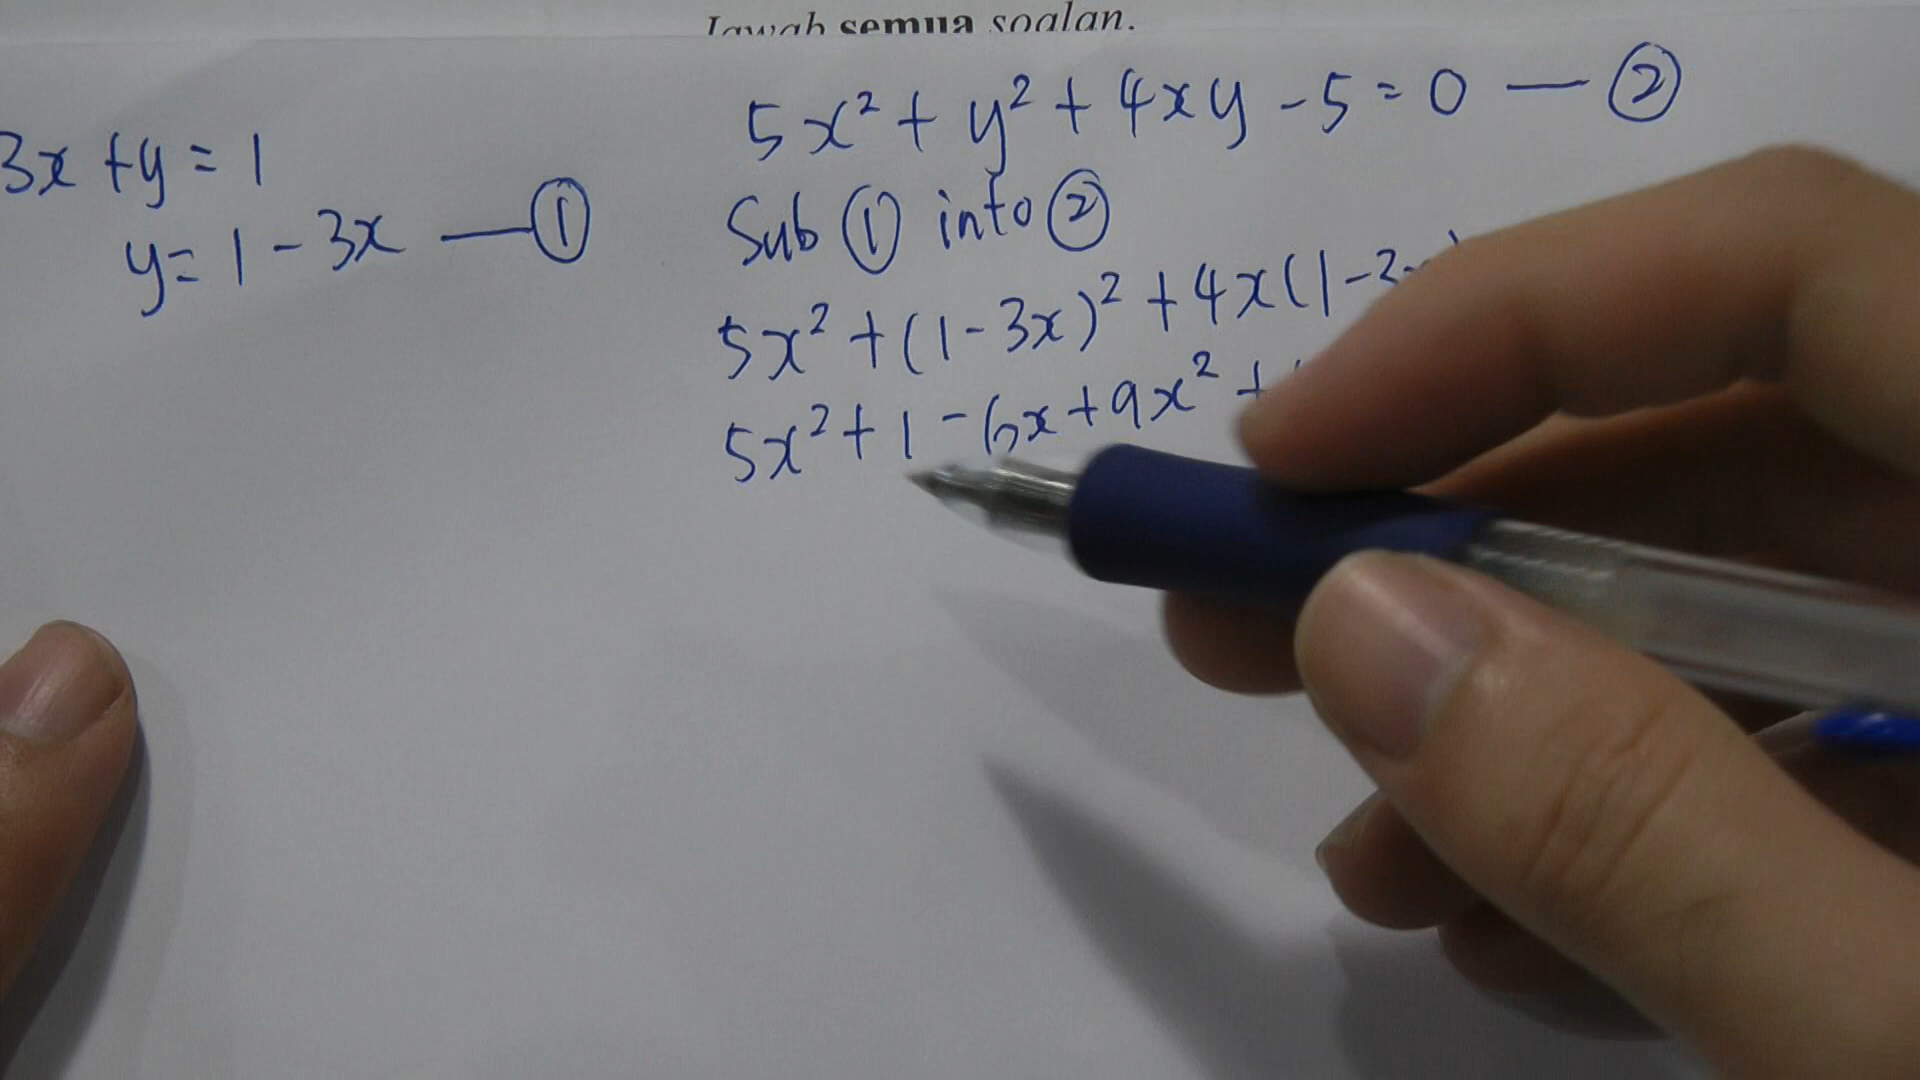 Jawab semua soalan.
3x + y = 1
y = 1 - 3x — ①
5x² + y² + 4xy - 5 = 0 — ②
Sub ① into ②
5x² + (1 - 3x)² + 4x(1 -
5x² + 1 - 6x + 9x² +